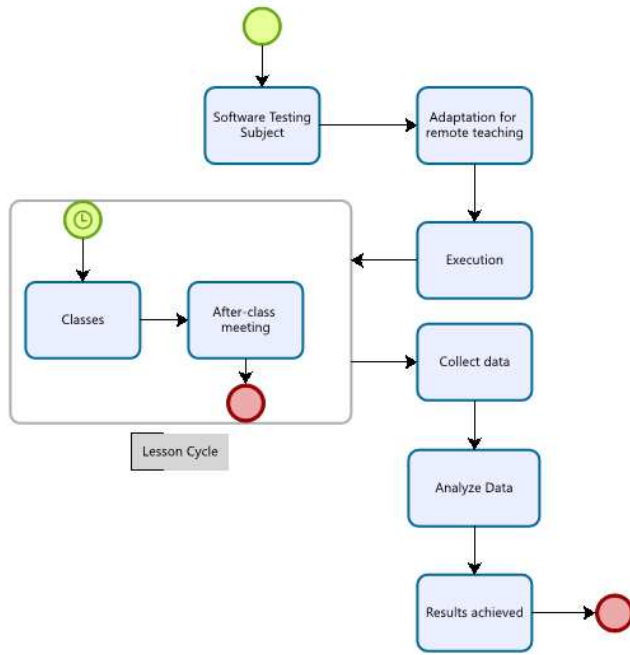 Software Testing
Subject
Adaptation for
remote teaching
Execution
Classes
After-class
meeting
Collect data
Lesson Cycle
Analyze Data
Results achieved